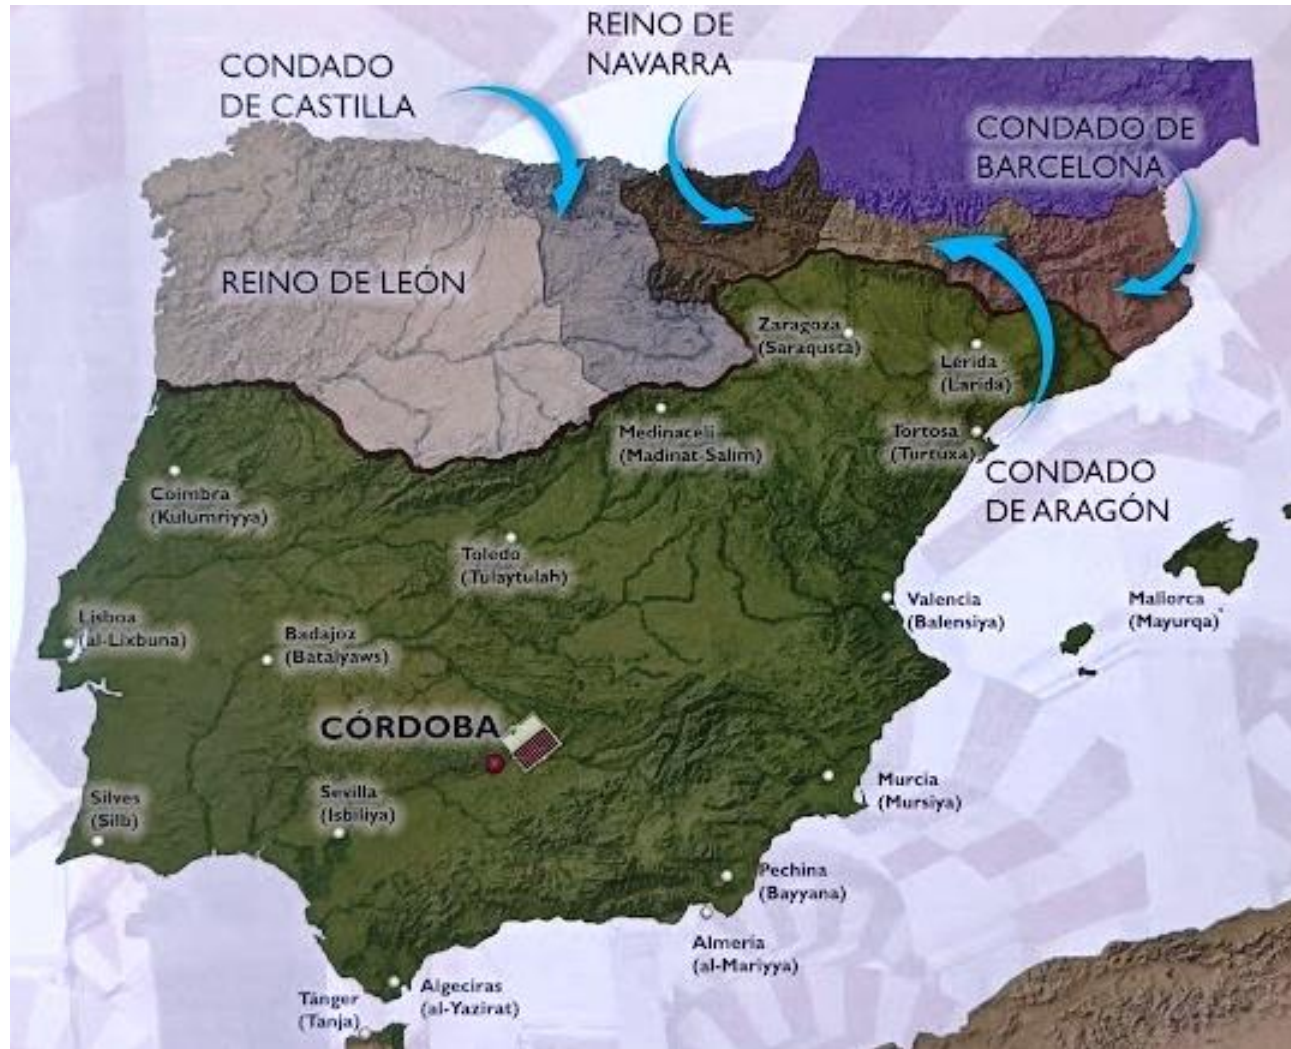 REINO DE
NAVARRA
CONDADO
DE CASTILLA
CONDADO DE
BARCELONA
REINO DE LEÓN
Zaragoza
(Saraqusta)
Lérida
(Larida)
Medinaceli
(Madinat-Salim)
Tortosa
(Turtuxa)
CONDADO
DE ARAGÓN
Coimbra
(Kulumriyya)
Toledo
(Tulaytulah)
Valencia
(Balensiya)
Mallorca
(Mayurqa)
Lisboa
(al-Lixbuna)
Badajoz
(Batalyaws)
CÓRDOBA
Murcia
(Mursiya)
Silves
(Silb)
Sevilla
(Isbiliya)
Pechina
(Bayyana)
Almería
(al-Mariyya)
Algeciras
(al-Yazirat)
Tánger
(Tanja)